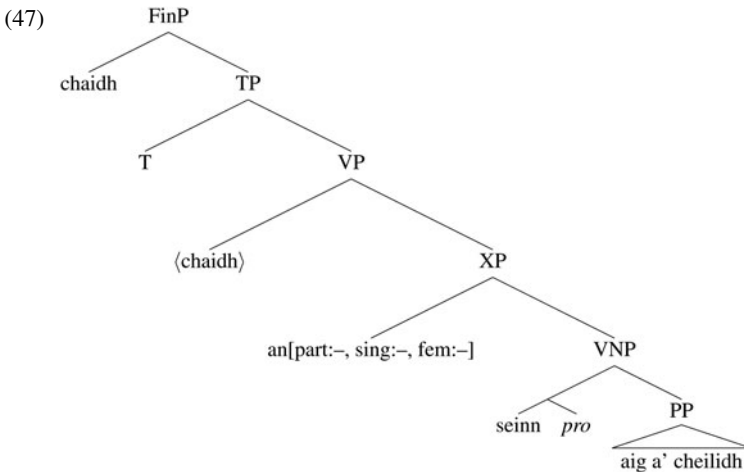 (47) FinP
chaidh TP
T VP
⟨chaidh⟩ XP
an[part:–, sing:–, fem:–] VNP
seinn pro PP
aig a' cheilidh